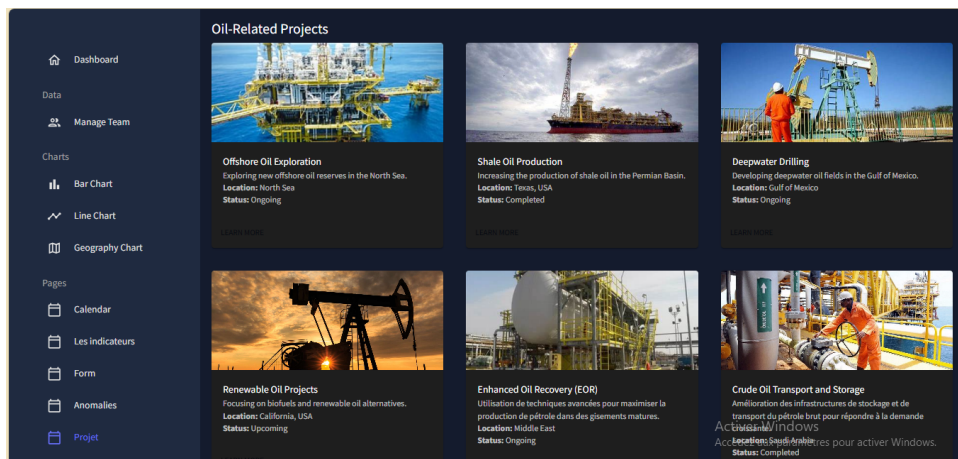 Oil-Related Projects
Dashboard
Data
Manage Team
Charts
Bar Chart
Line Chart
Geography Chart
Pages
Calendar
Les indicateurs
Form
Anomalies
Projet
Offshore Oil Exploration
Exploring new offshore oil reserves in the North Sea.
Location: North Sea
Status: Ongoing
LEARN MORE
Shale Oil Production
Increasing the production of shale oil in the Permian Basin.
Location: Texas, USA
Status: Completed
LEARN MORE
Deepwater Drilling
Developing deepwater oil fields in the Gulf of Mexico.
Location: Gulf of Mexico
Status: Ongoing
LEARN MORE
Renewable Oil Projects
Focusing on biofuels and renewable oil alternatives.
Location: California, USA
Status: Upcoming
Enhanced Oil Recovery (EOR)
Utilisation de techniques avancées pour maximiser la
production de pétrole dans des gisements matures.
Location: Middle East
Status: Ongoing
Crude Oil Transport and Storage
Amélioration des infrastructures de stockage et de
transport du pétrole brut pour répondre à la demande
croissante.
Location: Saudi Arabia
Status: Completed
Activer Windows
Accédez aux paramètres pour activer Windows.